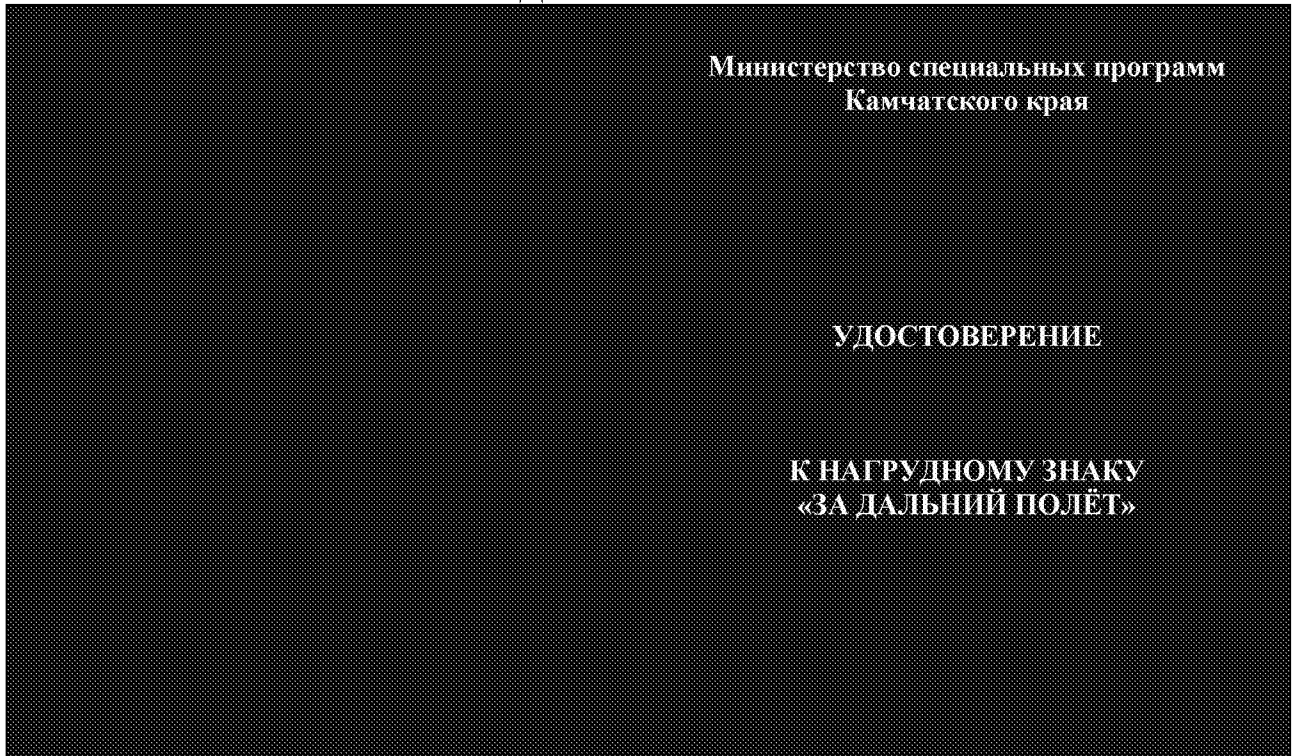 Министерство специальных программ
Камчатского края
УДОСТОВЕРЕНИЕ
К НАГРУДНОМУ ЗНАКУ
«ЗА ДАЛЬНИЙ ПОЛЁТ»